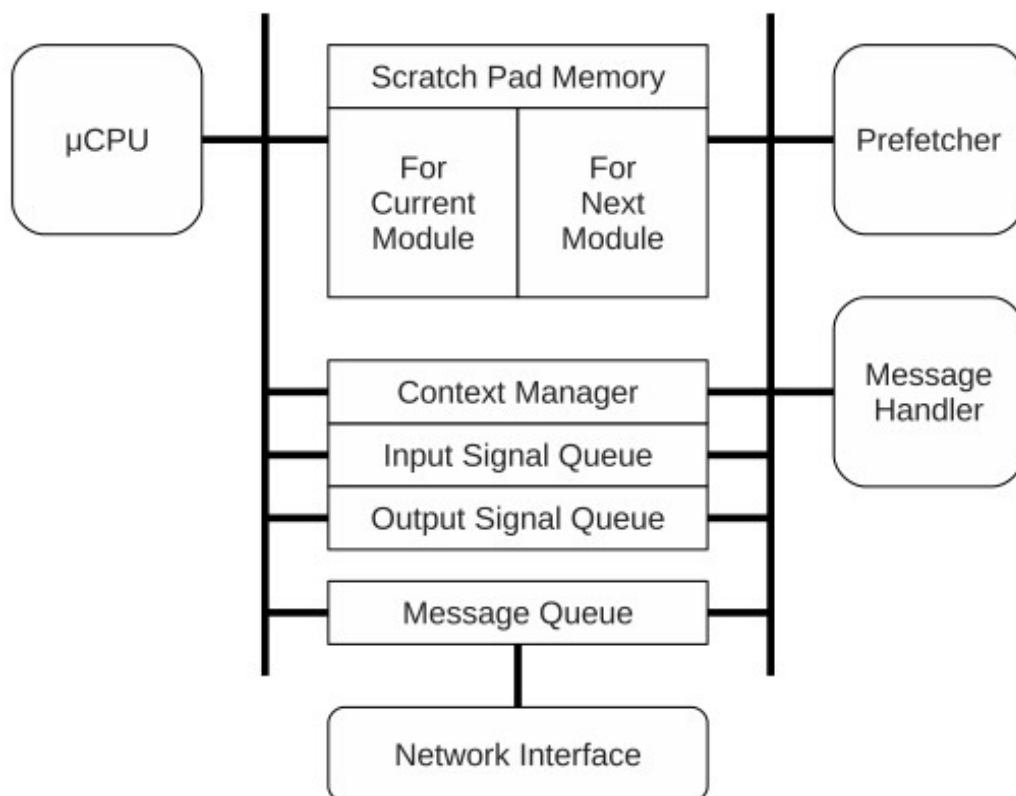 Scratch Pad Memory
μCPU
For
Current
Module
For
Next
Module
Prefetcher
Context Manager
Input Signal Queue
Output Signal Queue
Message
Handler
Message Queue
Network Interface